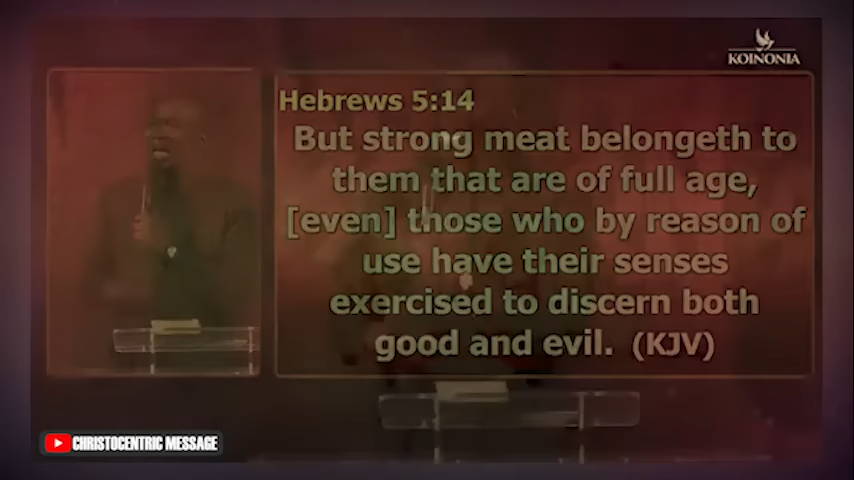 KOINONIA
Hebrews 5:14
But strong meat belongeth to
them that are of full age,
[even] those who by reason of
use have their senses
exercised to discern both
good and evil. (KJV)
CHRISTOCENTRIC MESSAGE